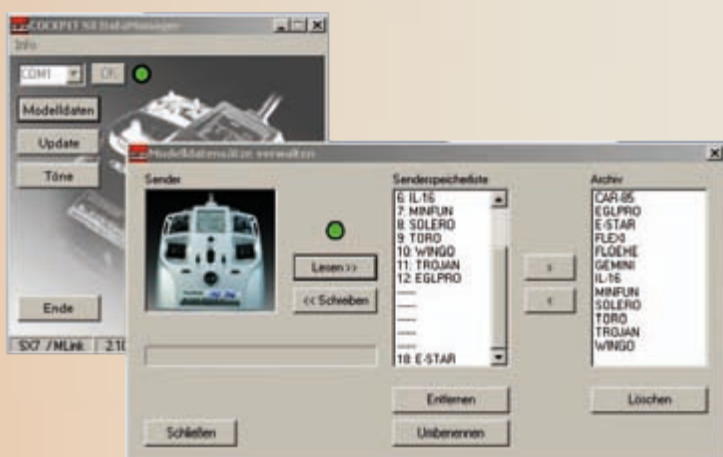 COCKPIT SX DataManager
Info
COM1
OK
Modelldaten
Update
Töne
Ende
SX7 / MLink
Modelldatensätze verwalten
Sender
Lesen >>
<< Schreiben
Schließen
Senderspeicherliste
6: IL-16
7: MINFUN
8: SOLERO
9: TORO
10: WINGO
11: TROJAN
12: EGLPRO
-----
-----
-----
-----
-----
18: E-STAR
Entfernen
Umbenennen
>
<
Archiv
CAR-85
EGLPRO
E-STAR
FLEXI
FLOEHE
GEMINI
IL-16
MINFUN
SOLERO
TORO
TROJAN
WINGO
Löschen